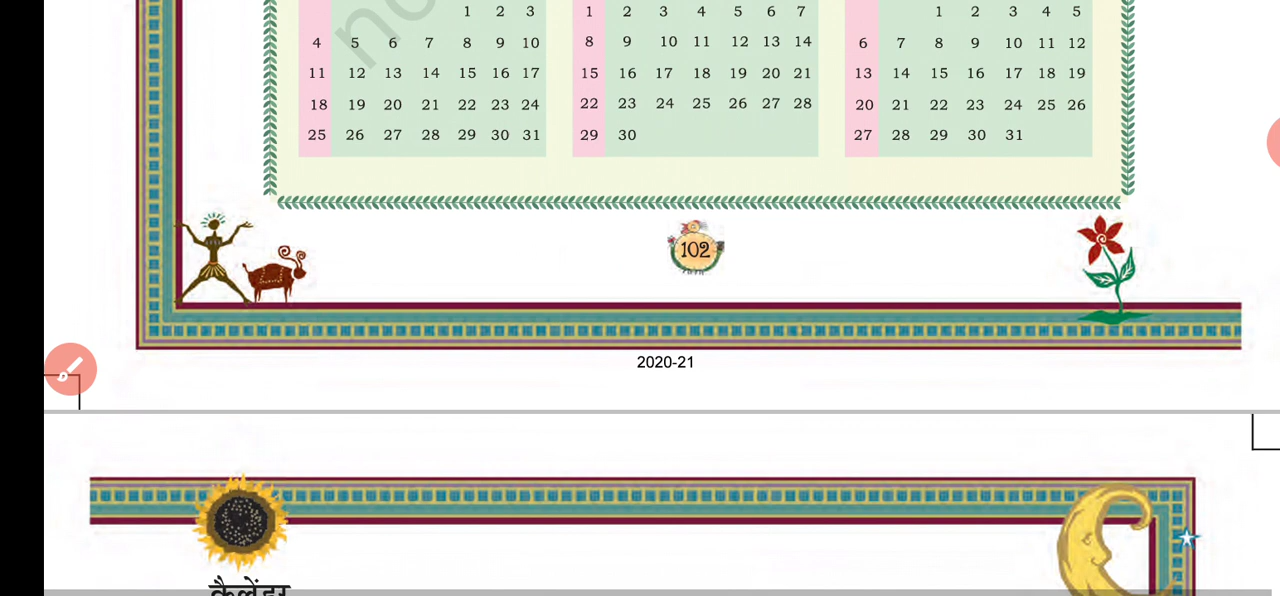 1 2 3 1 2 3 4 5 6 7 1 2 3 4 5
4 5 6 7 8 9 10 8 9 10 11 12 13 14 6 7 8 9 10 11 12
11 12 13 14 15 16 17 15 16 17 18 19 20 21 13 14 15 16 17 18 19
18 19 20 21 22 23 24 22 23 24 25 26 27 28 20 21 22 23 24 25 26
25 26 27 28 29 30 31 29 30 27 28 29 30 31
102
2020-21
कैलेंडर